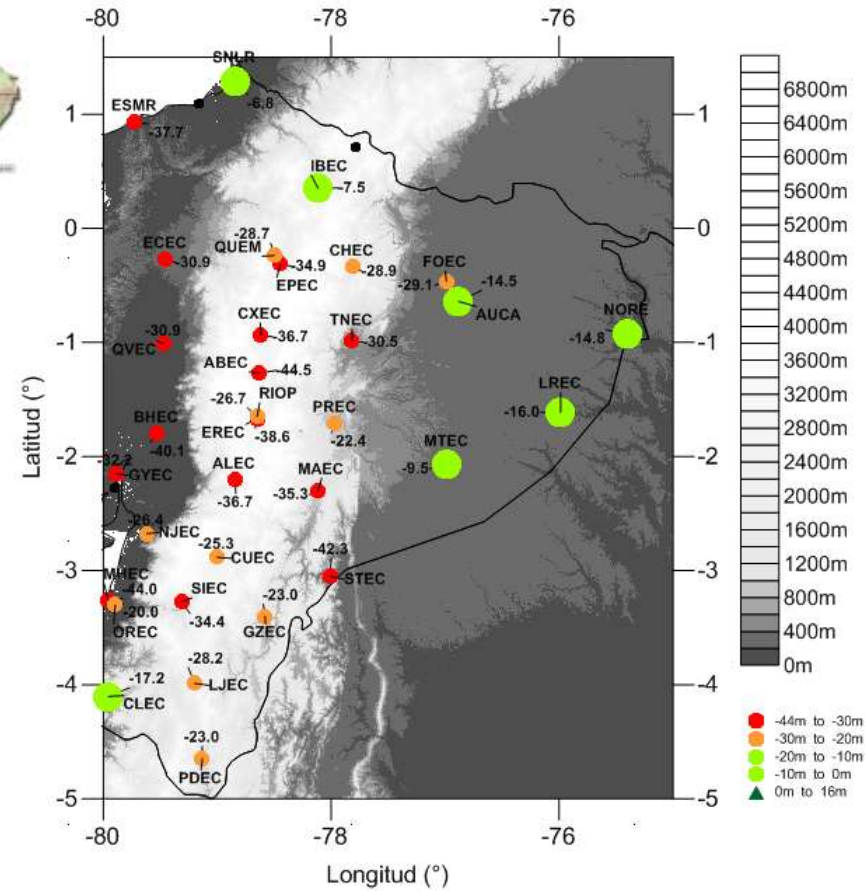 -80 -78 -76
SNLR
-6.8
ESMR
-37.7
1 1
IBEC
-7.5
0 0
-28.7
QUEM
-34.9
EPEC
ECEC
-30.9
CHEC
-28.9
FOEC
-29.1
-14.5
AUCA
NORE
-14.8
CXEC
-36.7
TNEC
-30.5
-30.9
QVEC
-1 -1
ABEC
-44.5
-26.7
RIOP
EREC
-38.6
PREC
-22.4
LREC
-16.0
BHEC
-40.1
MTEC
-9.5
-2 -2
-32.2
GYEC
ALEC
-36.7
MAEC
-35.3
-26.4
NJEC
-25.3
CUEC
-42.3
STEC
-3 -3
MHEC
-44.0
-20.0
OREC
SIEC
-34.4
-23.0
GZEC
-28.2
LJEC
-17.2
CLEC
-4 -4
-23.0
PDEC
-5 -5
-80 -78 -76
Latitud (°)
Longitud (°)
6800m
6400m
6000m
5600m
5200m
4800m
4400m
4000m
3600m
3200m
2800m
2400m
2000m
1600m
1200m
800m
400m
0m
-44m to -30m
-30m to -20m
-20m to -10m
-10m to 0m
0m to 16m